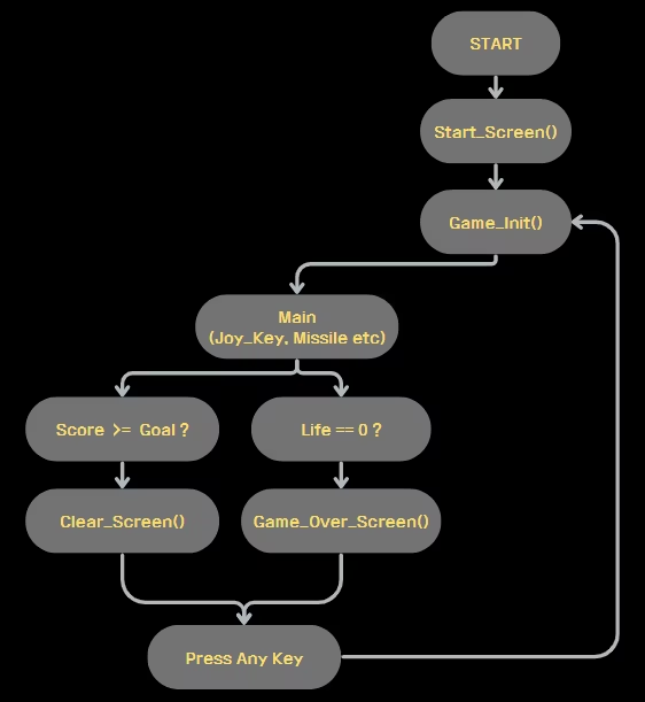 START
Start_Screen()
Game_Init()
Main
(Joy_Key, Missile etc)
Score >= Goal ?
Life == 0 ?
Clear_Screen()
Game_Over_Screen()
Press Any Key